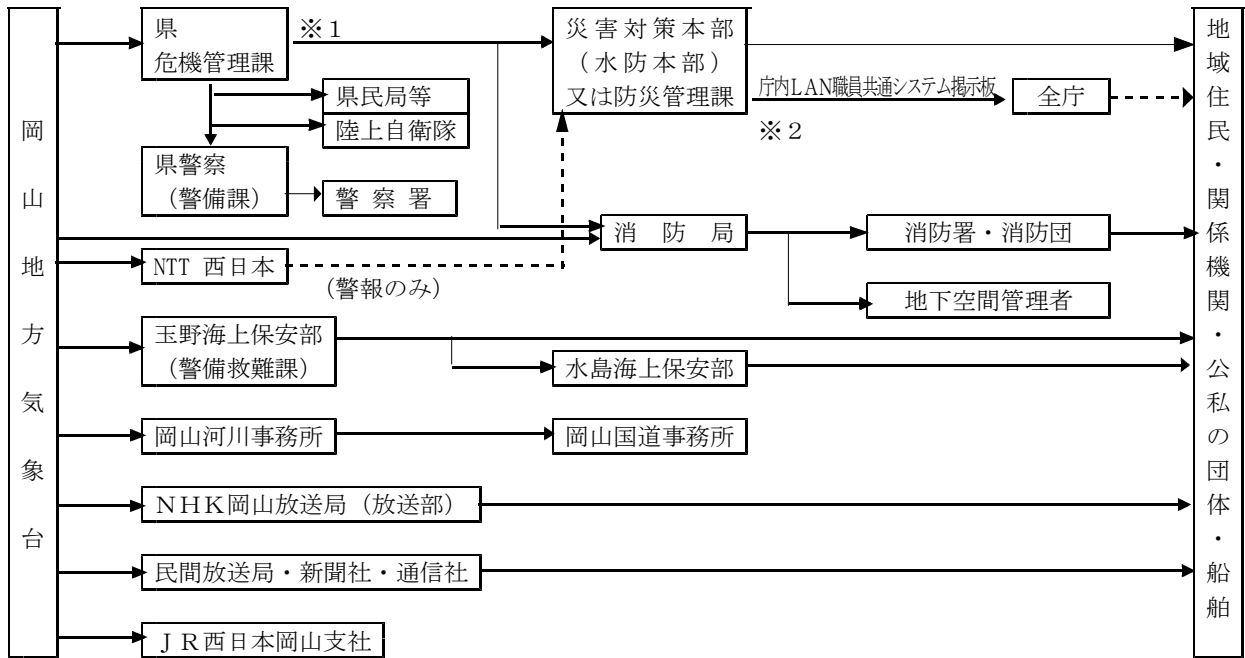 岡山地方気象台
県
危機管理課
※1
災害対策本部
(水防本部)
又は防災管理課
庁内LAN職員共通システム掲示板
※2
全庁
県民局等
陸上自衛隊
県警察
(警備課)
警察署
消防局
消防署・消防団
地下空間管理者
NTT 西日本
(警報のみ)
玉野海上保安部
(警備救難課)
水島海上保安部
岡山河川事務所
岡山国道事務所
NHK岡山放送局(放送部)
民間放送局・新聞社・通信社
JR西日本岡山支社
地域住民・関係機関・公私の団体・船舶